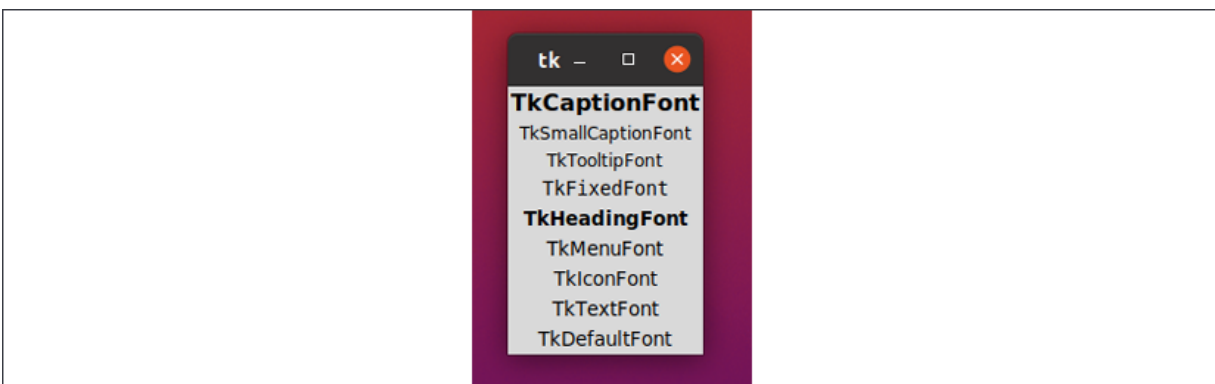 tk
TkCaptionFont
TkSmallCaptionFont
TkTooltipFont
TkFixedFont
TkHeadingFont
TkMenuFont
TkIconFont
TkTextFont
TkDefaultFont